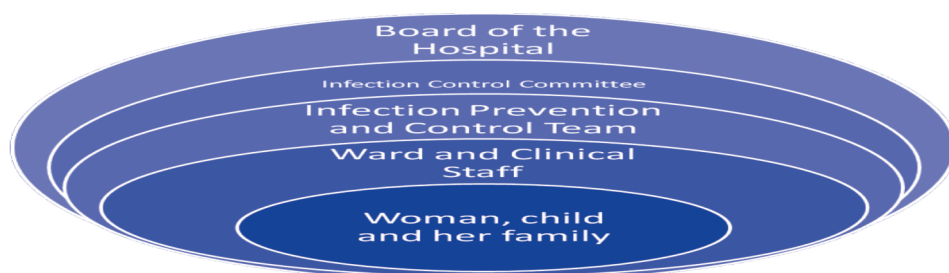 Board of the
Hospital
Infection Control Committee
Infection Prevention
and Control Team
Ward and Clinical
Staff
Woman, child
and her family